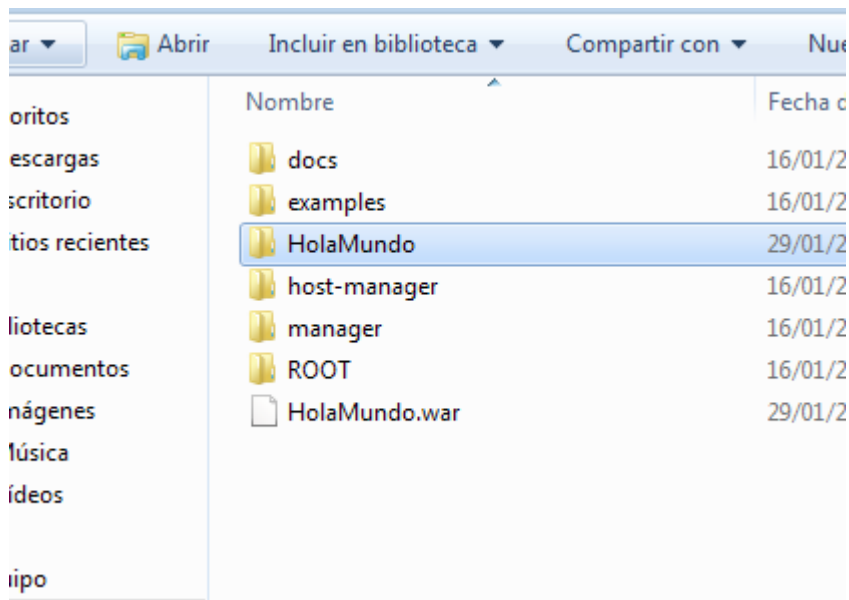 ar Abrir Incluir en biblioteca Compartir con Nue
oritos
escargas
scritorio
itios recientes
liotecas
ocumentos
mágenes
úsica
ídeos
uipo
Nombre Fecha d
docs 16/01/2
examples 16/01/2
HolaMundo 29/01/2
host-manager 16/01/2
manager 16/01/2
ROOT 16/01/2
HolaMundo.war 29/01/2